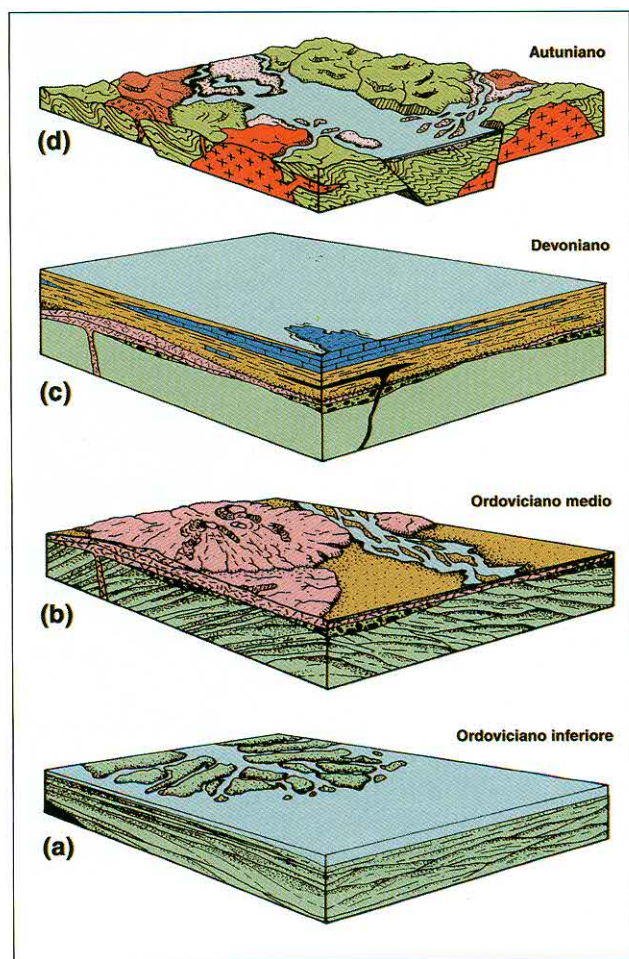 Autuniano
(d)
Devoniano
(c)
Ordoviciano medio
(b)
Ordoviciano inferiore
(a)